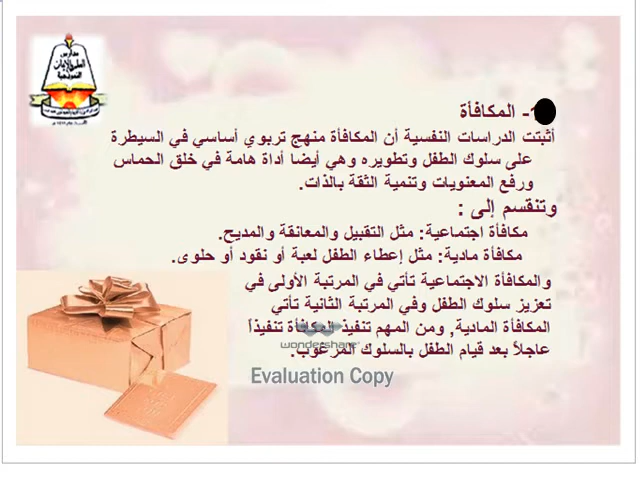 مدارس
العلم والإيمان
النموذجية
1- المكافأة
أثبتت الدراسات النفسية أن المكافأة منهج تربوي أساسي في السيطرة
على سلوك الطفل وتطويره وهي أيضا أداة هامة في خلق الحماس
ورفع المعنويات وتنمية الثقة بالذات.
وتنقسم إلى :
مكافأة اجتماعية: مثل التقبيل والمعانقة والمديح.
مكافأة مادية: مثل إعطاء الطفل لعبة أو نقود أو حلوى.
والمكافأة الاجتماعية تأتي في المرتبة الأولى في
تعزيز سلوك الطفل وفي المرتبة الثانية تأتي
المكافأة المادية, ومن المهم تنفيذ المكافأة تنفيذاً
عاجلاً بعد قيام الطفل بالسلوك المرغوب.
wondershare
Evaluation Copy